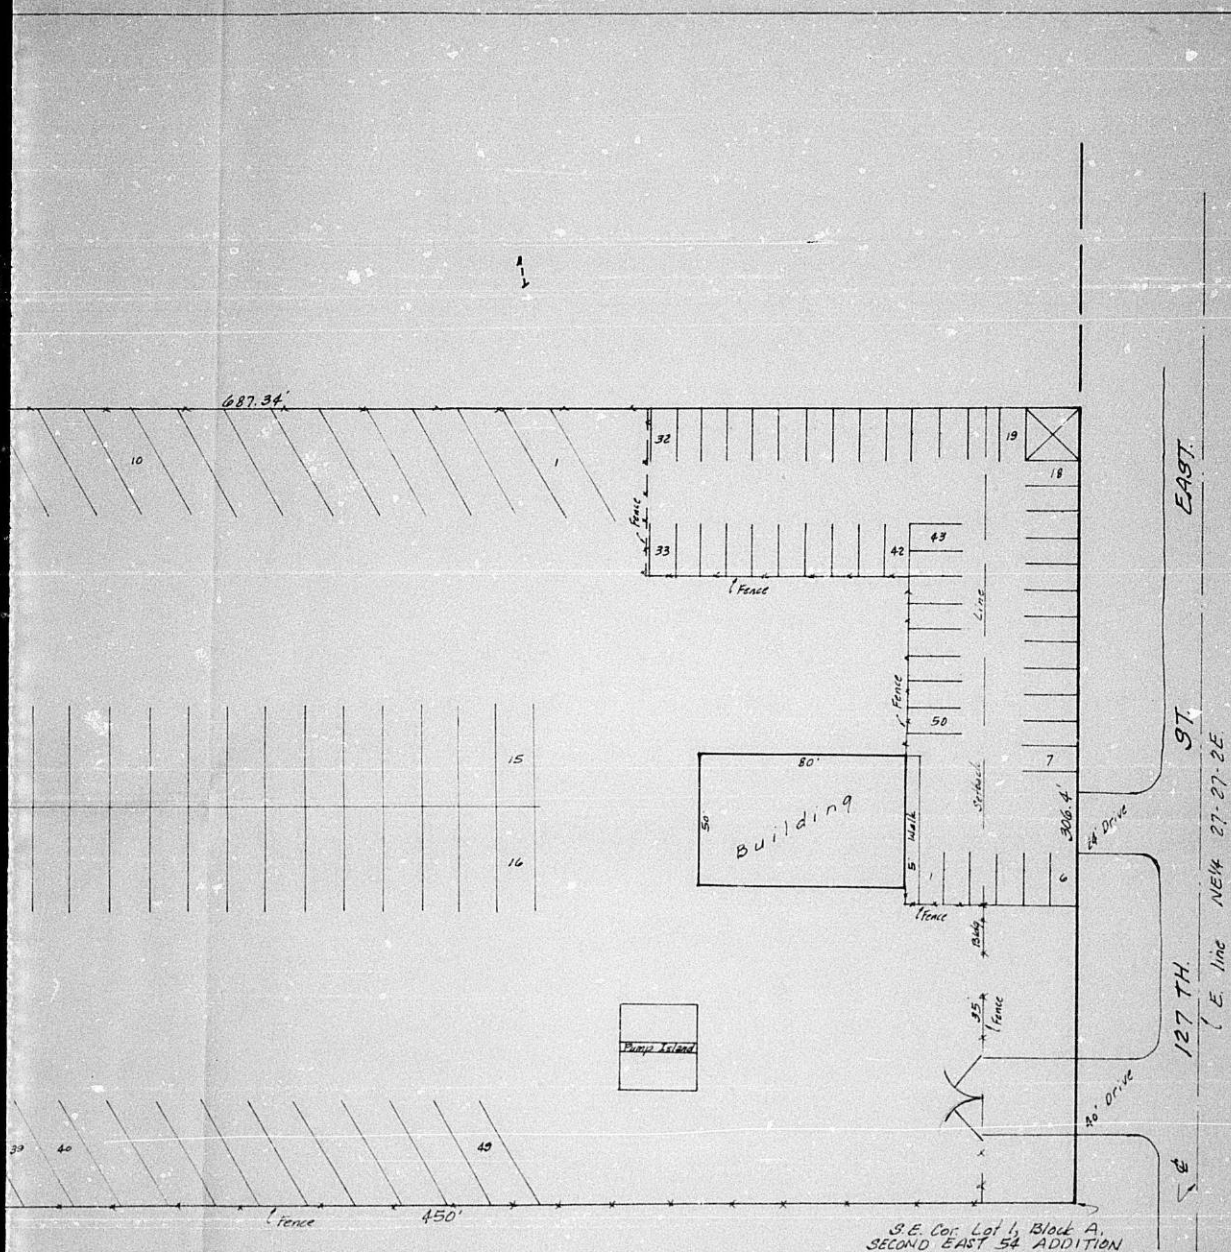 687.34'
10
1
32
19
18
Fence
33
42
43
Fence
Line
EAST.
Fence
50
15
80'
7
ST.
50'
Building
Walk
5'
Setback
306.4'
Drive
16
1
6
Fence
Bldg
35'
Fence
Pump Island
127 TH.
E. line NE¼ 27-27-2E
40' Drive
39
40
49
℄
Fence
450'
S.E. Cor. Lot 1, Block A,
SECOND EAST 54 ADDITION